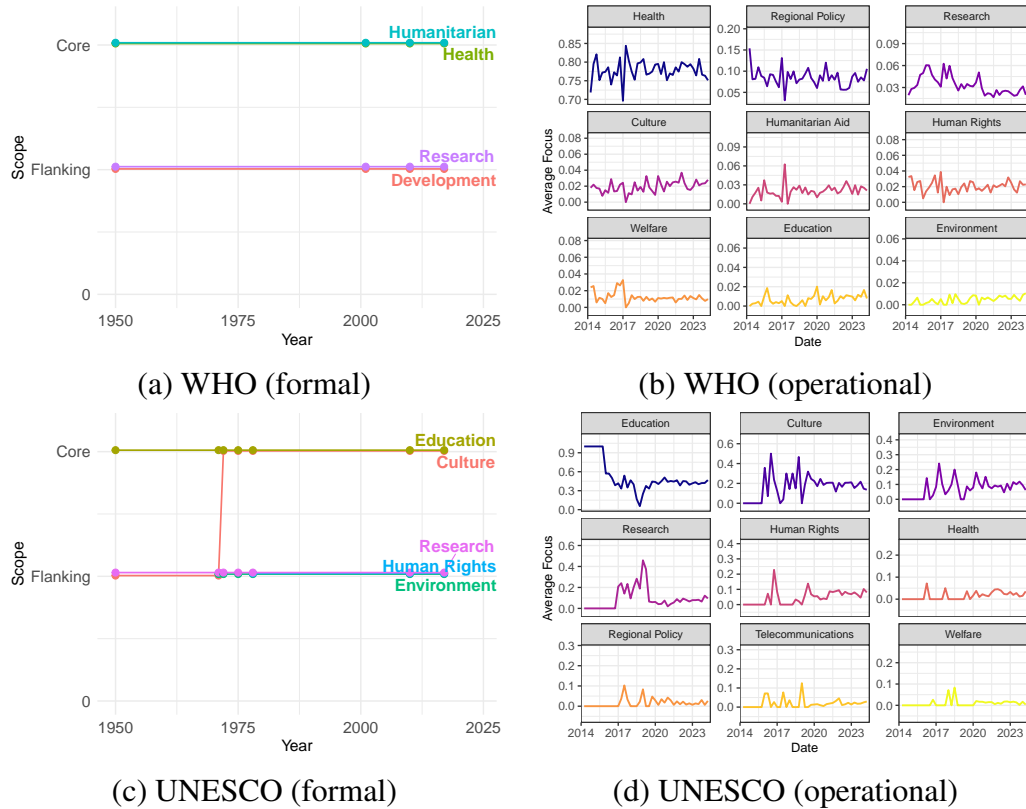 Core
Flanking
0
Scope
Humanitarian
Health
Research
Development
1950 1975 2000 2025
Year
(a) WHO (formal)
Average Focus
Health Regional Policy Research
0.85
0.80
0.75
0.70
0.20
0.15
0.10
0.05
0.09
0.06
0.03
0.00
Culture Humanitarian Aid Human Rights
0.08
0.06
0.04
0.02
0.00
0.09
0.06
0.03
0.00
0.08
0.06
0.04
0.02
0.00
Welfare Education Environment
0.08
0.06
0.04
0.02
0.00
0.06
0.04
0.02
0.00
0.06
0.04
0.02
0.00
2014 2017 2020 2023 2014 2017 2020 2023 2014 2017 2020 2023
Date
(b) WHO (operational)
Core
Flanking
0
Scope
Education
Culture
Research
Human Rights
Environment
1950 1975 2000 2025
Year
(c) UNESCO (formal)
Average Focus
Education Culture Environment
0.9
0.6
0.3
0.0
0.6
0.4
0.2
0.0
0.4
0.3
0.2
0.1
0.0
Research Human Rights Health
0.6
0.4
0.2
0.0
0.4
0.3
0.2
0.1
0.0
0.2
0.1
0.0
Regional Policy Telecommunications Welfare
0.3
0.2
0.1
0.0
0.3
0.2
0.1
0.0
0.2
0.1
0.0
2014 2017 2020 2023 2014 2017 2020 2023 2014 2017 2020 2023
Date
(d) UNESCO (operational)